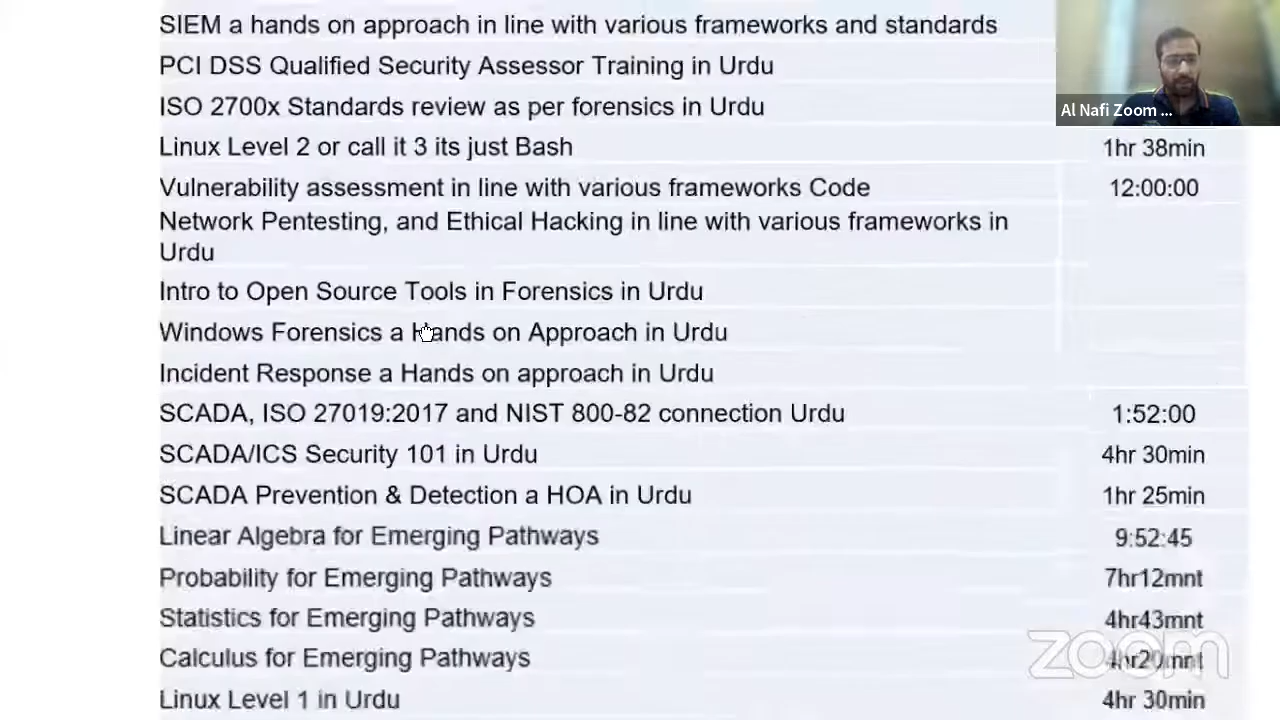 SIEM a hands on approach in line with various frameworks and standards
PCI DSS Qualified Security Assessor Training in Urdu
ISO 2700x Standards review as per forensics in Urdu
Al Nafi Zoom ...
Linux Level 2 or call it 3 its just Bash 1hr 38min
Vulnerability assessment in line with various frameworks Code 12:00:00
Network Pentesting, and Ethical Hacking in line with various frameworks in
Urdu
Intro to Open Source Tools in Forensics in Urdu
Windows Forensics a Hands on Approach in Urdu
Incident Response a Hands on approach in Urdu
SCADA, ISO 27019:2017 and NIST 800-82 connection Urdu 1:52:00
SCADA/ICS Security 101 in Urdu 4hr 30min
SCADA Prevention & Detection a HOA in Urdu 1hr 25min
Linear Algebra for Emerging Pathways 9:52:45
Probability for Emerging Pathways 7hr12mnt
Statistics for Emerging Pathways 4hr43mnt
Calculus for Emerging Pathways 4hr20mnt
zoom
Linux Level 1 in Urdu 4hr 30min